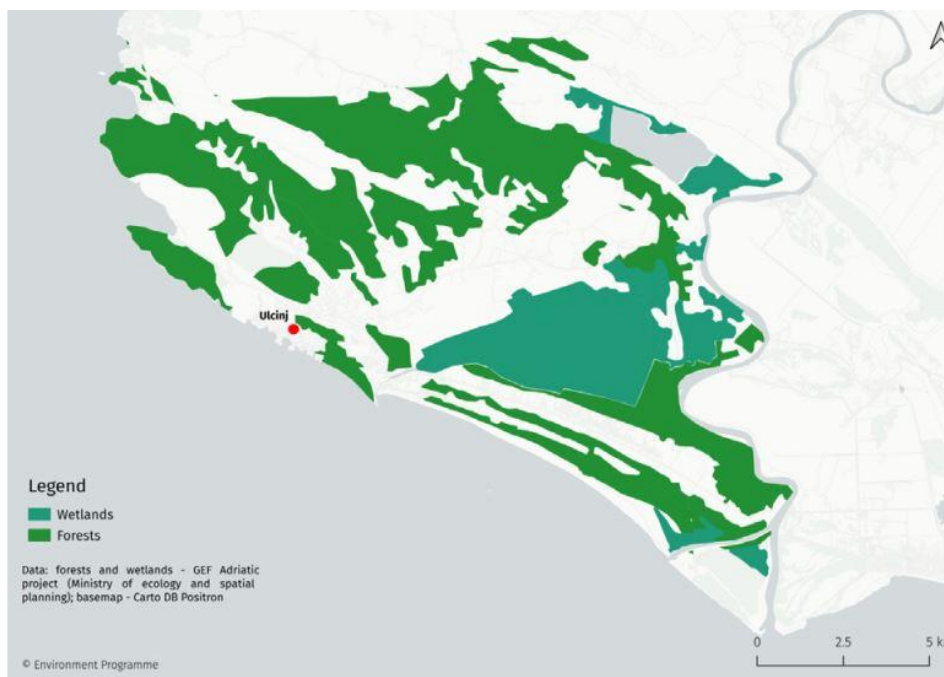 Ulcinj
Legend
Wetlands
Forests
Data: forests and wetlands - GEF Adriatic
project (Ministry of ecology and spatial
planning); basemap - Carto DB Positron
0 2.5 5 k
© Environment Programme